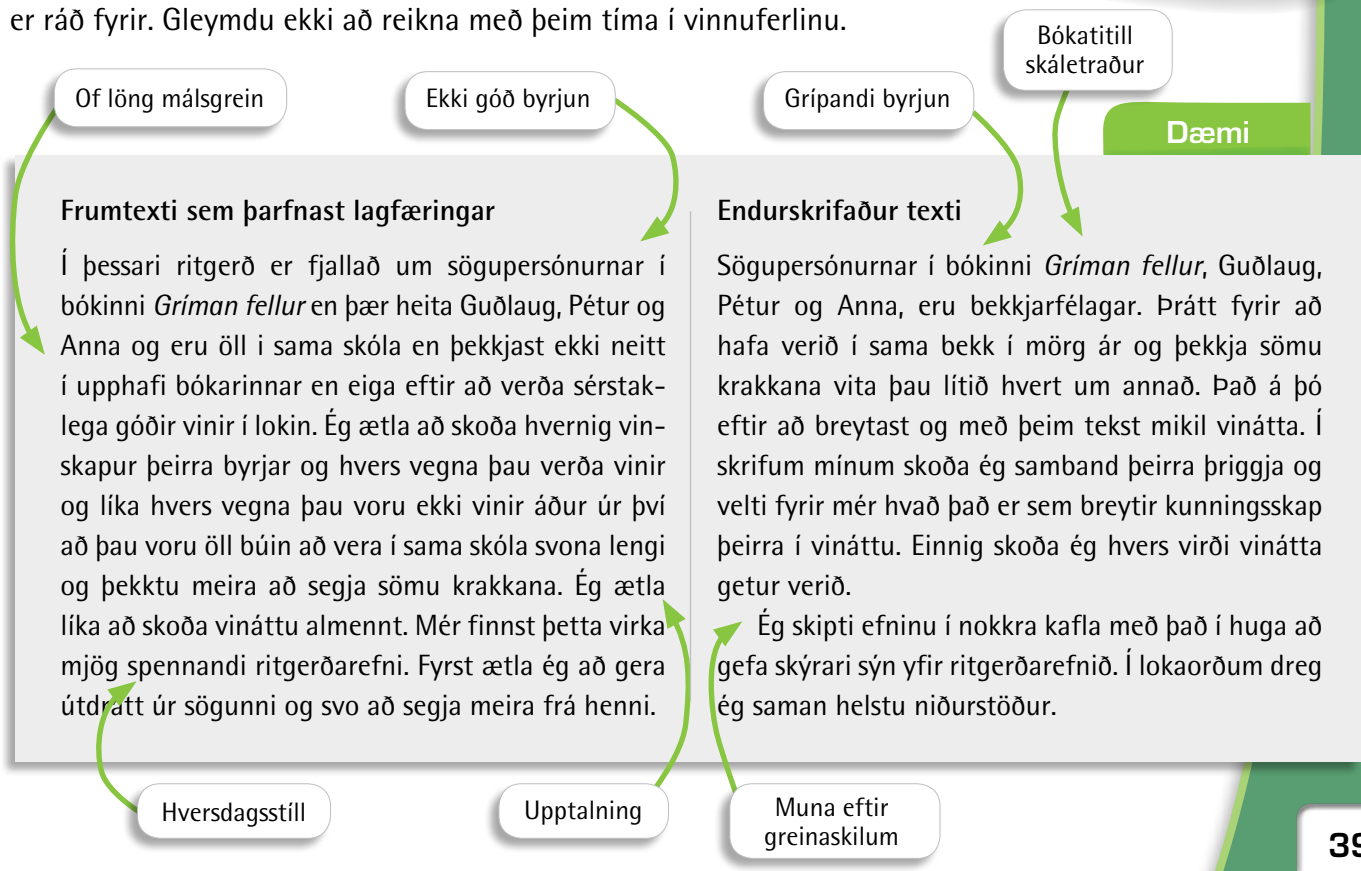 er ráð fyrir. Gleymdu ekki að reikna með þeim tíma í vinnuferlinu.
Of löng málsgrein
Ekki góð byrjun
Grípandi byrjun
Bókatitill
skáletraður
Dæmi
Frumtexti sem þarfnast lagfæringar
Í þessari ritgerð er fjallað um sögupersónurnar í
bókinni Gríman fellur en þær heita Guðlaug, Pétur og
Anna og eru öll i sama skóla en þekkjast ekki neitt
í upphafi bókarinnar en eiga eftir að verða sérstak-
lega góðir vinir í lokin. Ég ætla að skoða hvernig vin-
skapur þeirra byrjar og hvers vegna þau verða vinir
og líka hvers vegna þau voru ekki vinir áður úr því
að þau voru öll búin að vera í sama skóla svona lengi
og þekktu meira að segja sömu krakkana. Ég ætla
líka að skoða vináttu almennt. Mér finnst þetta virka
mjög spennandi ritgerðarefni. Fyrst ætla ég að gera
útdrátt úr sögunni og svo að segja meira frá henni.
Endurskrifaður texti
Sögupersónurnar í bókinni Gríman fellur, Guðlaug,
Pétur og Anna, eru bekkjarfélagar. Þrátt fyrir að
hafa verið í sama bekk í mörg ár og þekkja sömu
krakkana vita þau lítið hvert um annað. Það á þó
eftir að breytast og með þeim tekst mikil vinátta. Í
skrifum mínum skoða ég samband þeirra þriggja og
velti fyrir mér hvað það er sem breytir kunningsskap
þeirra í vináttu. Einnig skoða ég hvers virði vinátta
getur verið.
Ég skipti efninu í nokkra kafla með það í huga að
gefa skýrari sýn yfir ritgerðarefnið. Í lokaorðum dreg
ég saman helstu niðurstöður.
Hversdagsstíll
Upptalning
Muna eftir
greinaskilum
39